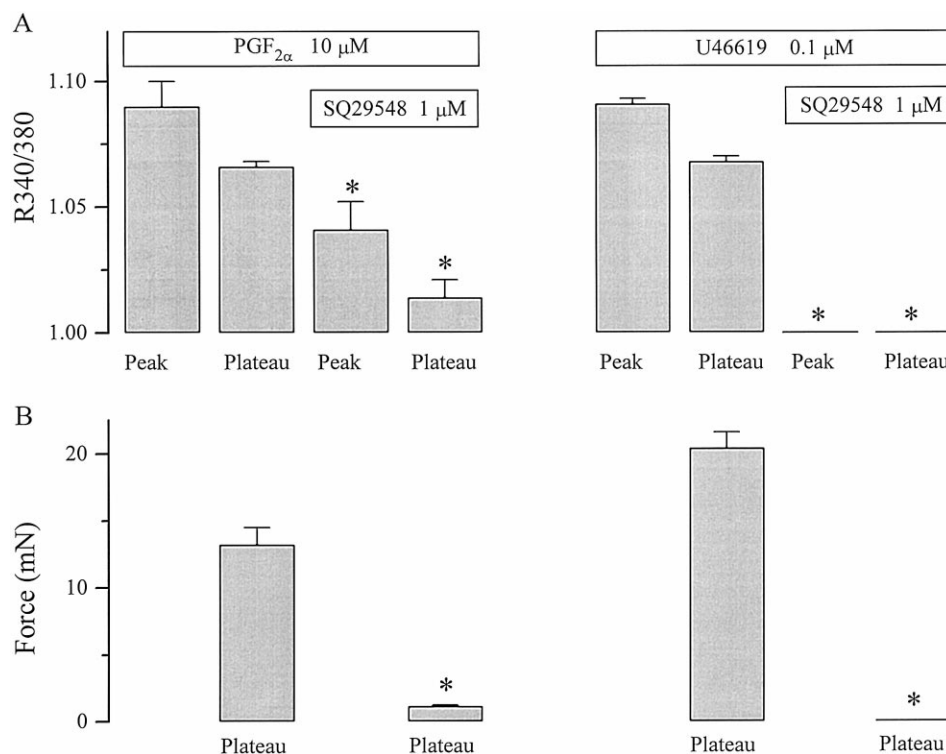 A
PGF2α 10 μM
U46619 0.1 μM
SQ29548 1 μM
SQ29548 1 μM
R340/380
1.10
1.05
1.00
*
*
*
*
Peak Plateau Peak Plateau
Peak Plateau Peak Plateau
B
Force (mN)
20
10
0
*
*
Plateau Plateau
Plateau Plateau